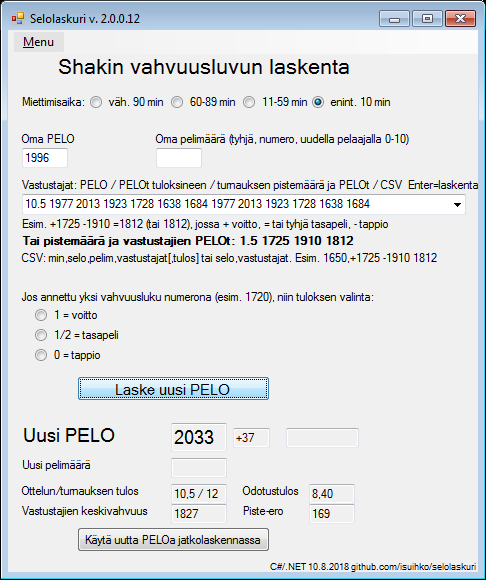 Selolaskuri v. 2.0.0.12
Menu
Shakin vahvuusluvun laskenta
Miettimisaika: väh. 90 min 60-89 min 11-59 min enint. 10 min
Oma PELO Oma pelimäärä (tyhjä, numero, uudella pelaajalla 0-10)
1996
Vastustajat: PELO / PELOt tuloksineen / turnauksen pistemäärä ja PELOt / CSV Enter=laskenta
10.5 1977 2013 1923 1728 1638 1684 1977 2013 1923 1728 1638 1684
Esim. +1725 -1910 =1812 (tai 1812), jossa + voitto, = tai tyhjä tasapeli, - tappio
Tai pistemäärä ja vastustajien PELOt: 1.5 1725 1910 1812
CSV: min,selo,pelim,vastustajat[,tulos] tai selo,vastustajat. Esim. 1650,+1725 -1910 1812
Jos annettu yksi vahvuusluku numerona (esim. 1720), niin tuloksen valinta:
1 = voitto
1/2 = tasapeli
0 = tappio
Laske uusi PELO
Uusi PELO 2033 +37
Uusi pelimäärä
Ottelun/turnauksen tulos 10,5 / 12 Odotustulos 8,40
Vastustajien keskivahvuus 1827 Piste-ero 169
Käytä uutta PELOa jatkolaskennassa
C#/.NET 10.8.2018 github.com/isuihko/selolaskuri